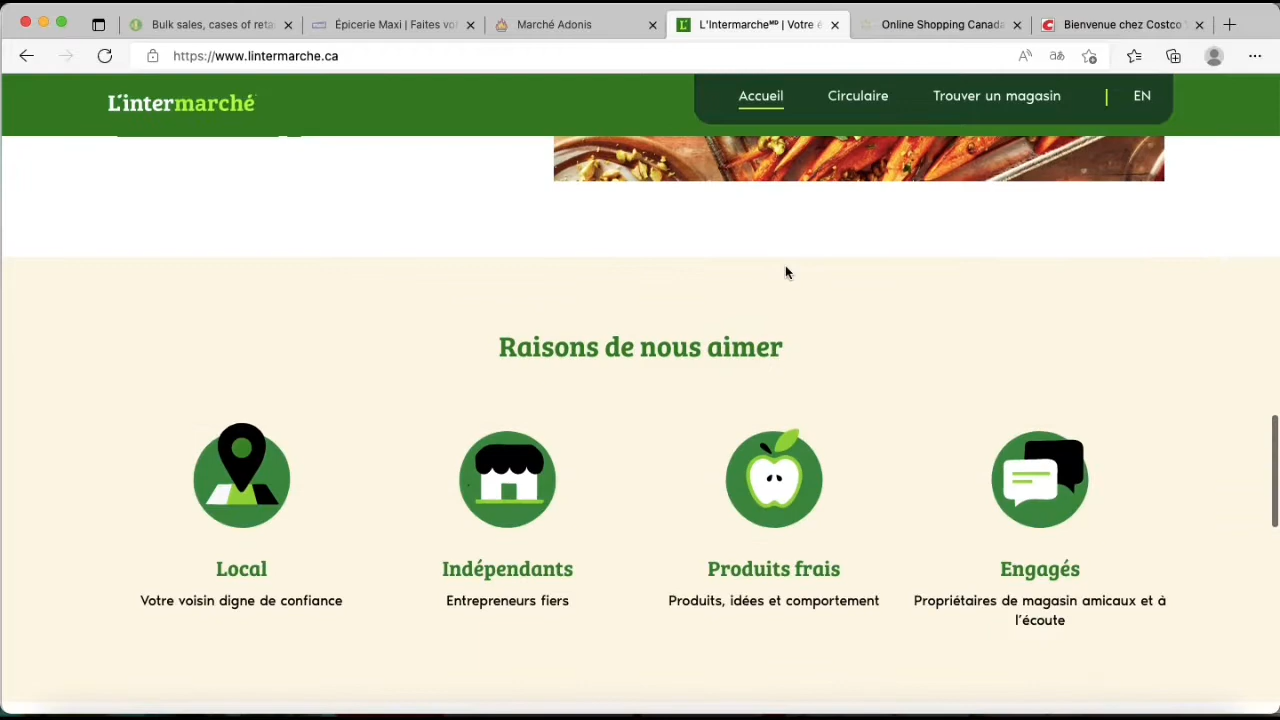 Bulk sales, cases of reta
Épicerie Maxi | Faites vo
Marché Adonis
L'Intermarche ᴹᴰ | Votre é
Online Shopping Canada
Bienvenue chez Costco
https://www.lintermarche.ca
L'intermarché
Accueil
Circulaire
Trouver un magasin
EN
Raisons de nous aimer
Local
Indépendants
Produits frais
Engagés
Votre voisin digne de confiance
Entrepreneurs fiers
Produits, idées et comportement
Propriétaires de magasin amicaux et à
l'écoute